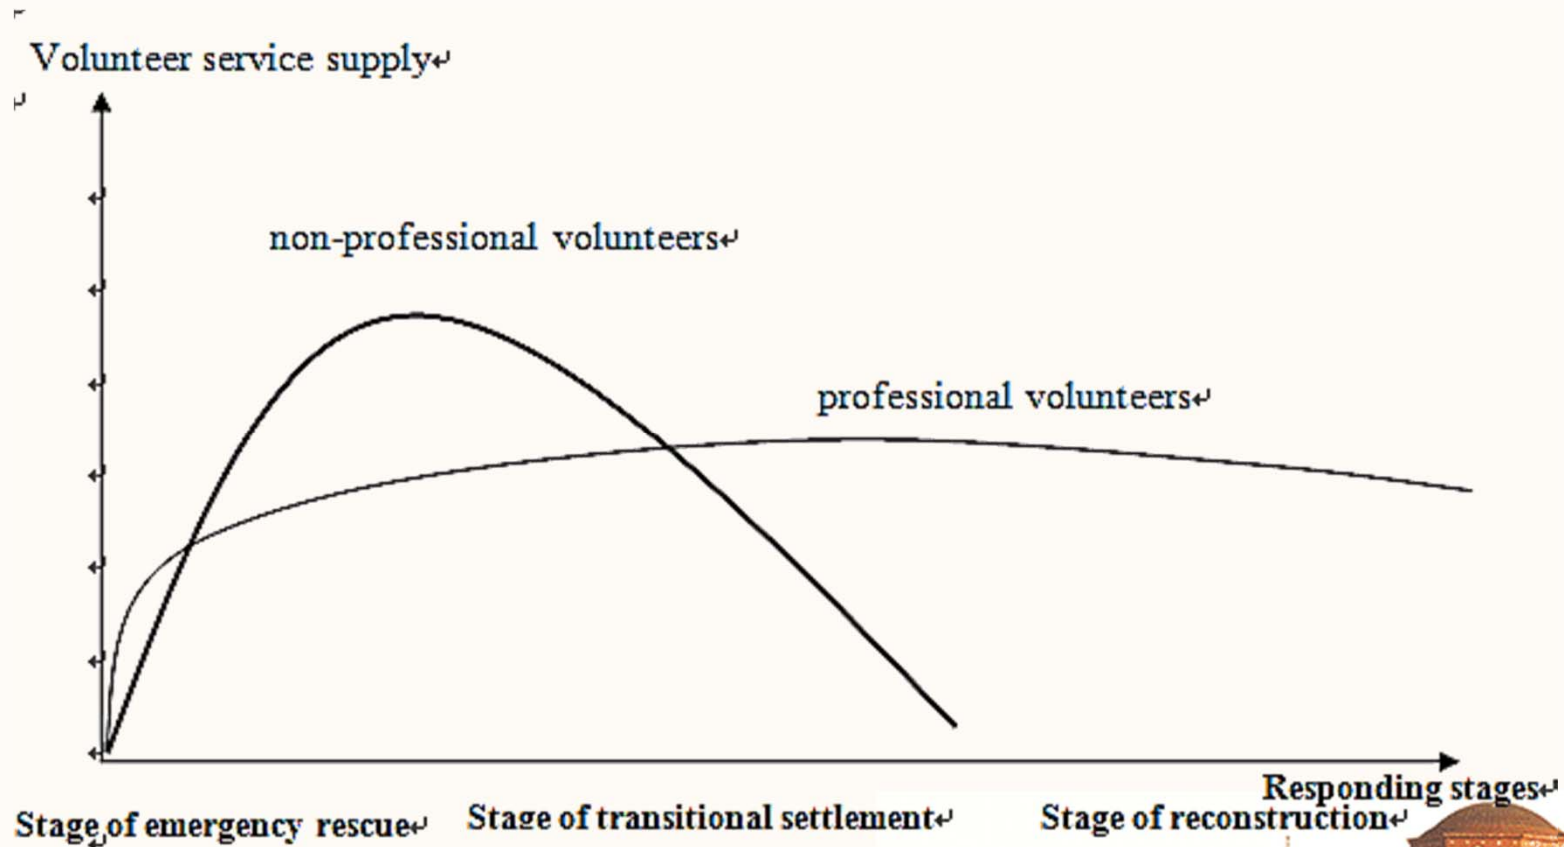 Volunteer service supply↵
non-professional volunteers↵
professional volunteers↵
Responding stages↵
Stage of emergency rescue↵
Stage of transitional settlement↵
Stage of reconstruction↵